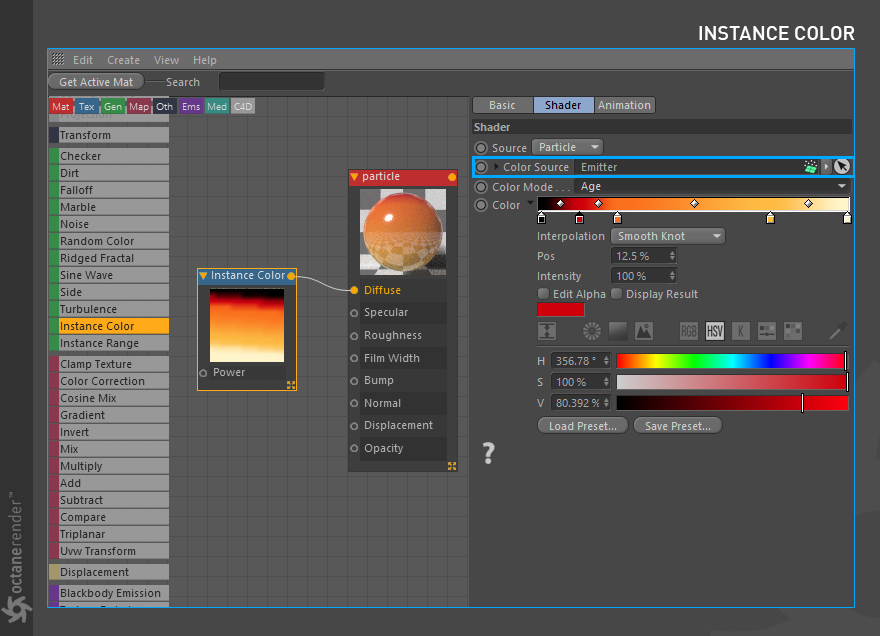 INSTANCE COLOR
Edit Create View Help
Get Active Mat Search
Mat Tex Gen Map Oth Ems Med C4D
Projection
Transform
Checker
Dirt
Falloff
Marble
Noise
Random Color
Ridged Fractal
Sine Wave
Side
Turbulence
Instance Color
Instance Range
Clamp Texture
Color Correction
Cosine Mix
Gradient
Invert
Mix
Multiply
Add
Subtract
Compare
Triplanar
Uvw Transform
Displacement
Blackbody Emission
Instance Color
Power
particle
Diffuse
Specular
Roughness
Film Width
Bump
Normal
Displacement
Opacity
Basic Shader Animation
Shader
Source Particle
Color Source Emitter
Color Mode . . . Age
Color
Interpolation Smooth Knot
Pos 12.5 %
Intensity 100 %
Edit Alpha Display Result
RGB HSV K
H 356.78 °
S 100 %
V 80.392 %
Load Preset... Save Preset...
?
octanerender™